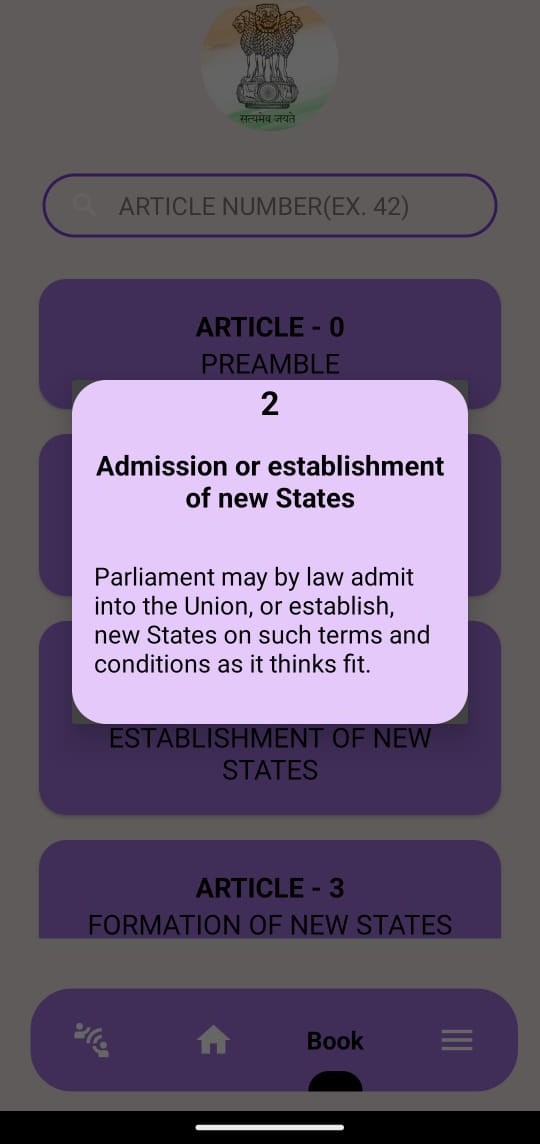 सत्यमेव जयते
ARTICLE NUMBER(EX. 42)
ARTICLE - 0
PREAMBLE
2
Admission or establishment
of new States
Parliament may by law admit
into the Union, or establish,
new States on such terms and
conditions as it thinks fit.
ESTABLISHMENT OF NEW
STATES
ARTICLE - 3
FORMATION OF NEW STATES
Book